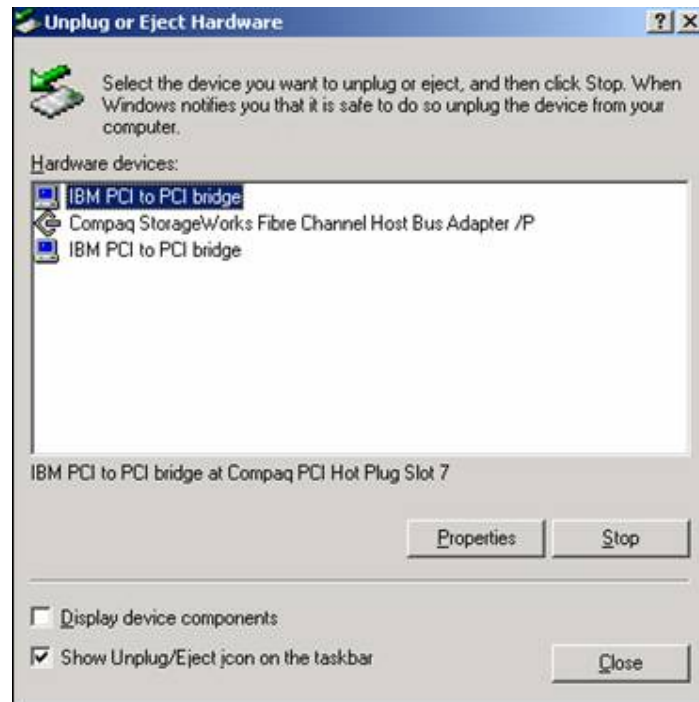 Unplug or Eject Hardware
Select the device you want to unplug or eject, and then click Stop. When
Windows notifies you that it is safe to do so unplug the device from your
computer.
Hardware devices:
IBM PCI to PCI bridge
Compaq StorageWorks Fibre Channel Host Bus Adapter /P
IBM PCI to PCI bridge
IBM PCI to PCI bridge at Compaq PCI Hot Plug Slot 7
Properties
Stop
Display device components
Show Unplug/Eject icon on the taskbar
Close